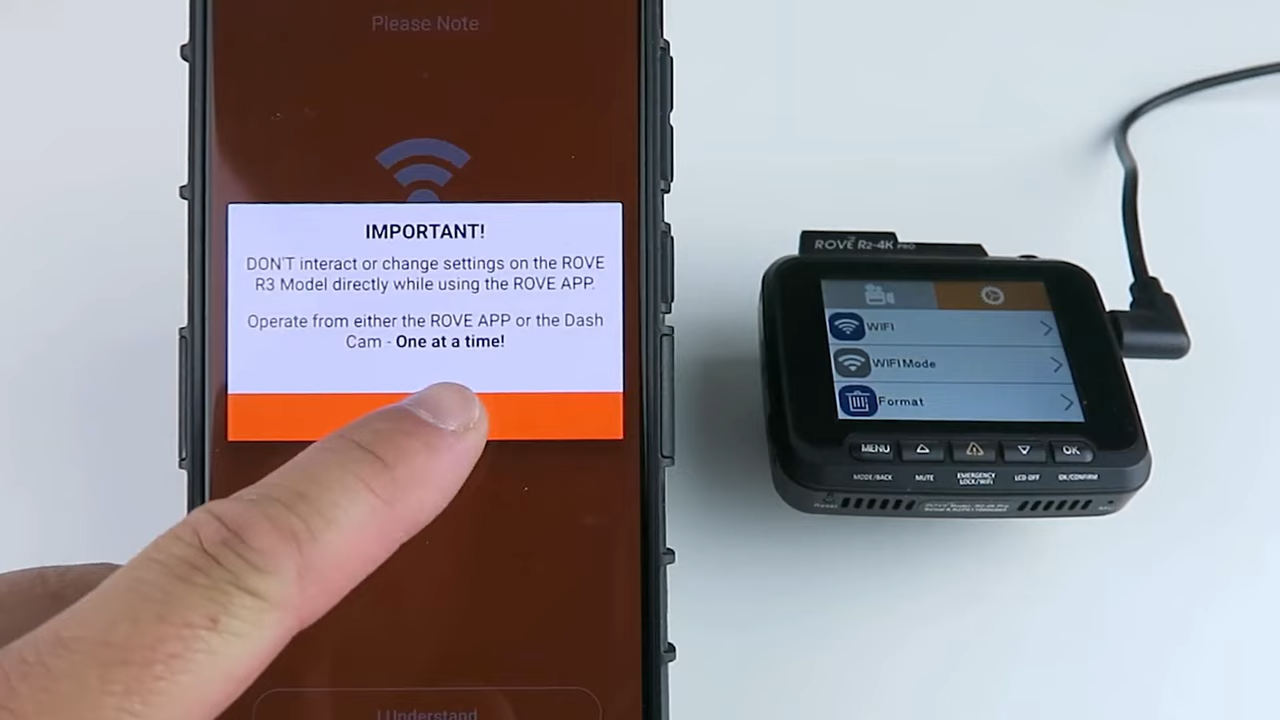 Please Note
IMPORTANT!
DON'T interact or change settings on the ROVE
R3 Model directly while using the ROVE APP.
Operate from either the ROVE APP or the Dash
Cam - One at a time!
I Understand
ROVE R2-4K PRO
WIFI
WIFI Mode
Format
MENU
OK
MODE/BACK
MUTE
EMERGENCY
LOCK/WIFI
LCD OFF
OK/CONFIRM
Reset